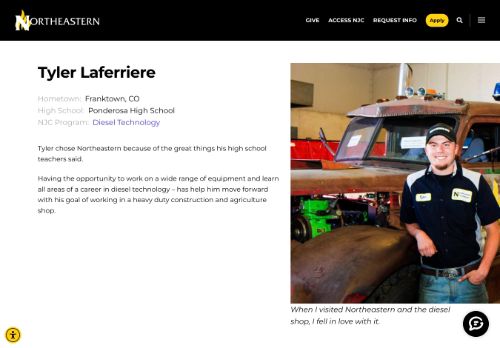 NORTHEASTERN
GIVE
ACCESS NJC
REQUEST INFO
Apply
Tyler Laferriere
Hometown: Franktown, CO
High School: Ponderosa High School
NJC Program: Diesel Technology
Tyler chose Northeastern because of the great things his high school
teachers said.
Having the opportunity to work on a wide range of equipment and learn
all areas of a career in diesel technology – has help him move forward
with his goal of working in a heavy duty construction and agriculture
shop.
When I visited Northeastern and the diesel
shop, I fell in love with it.